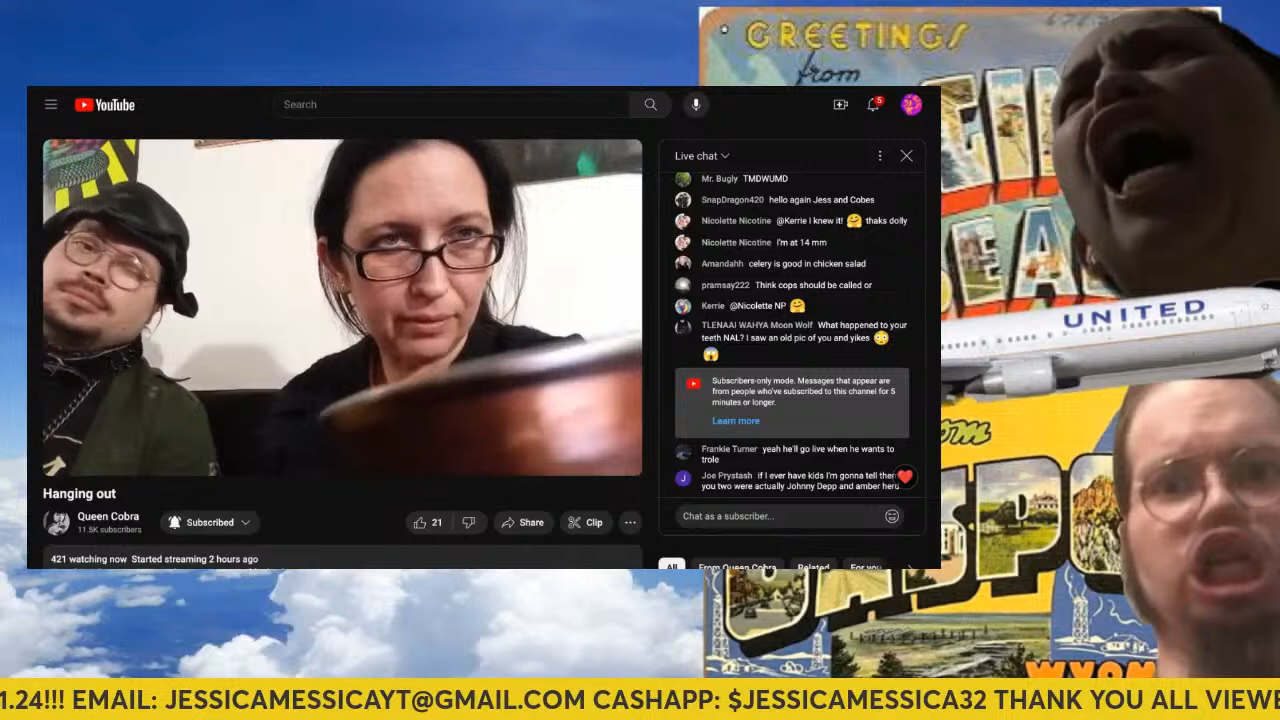 GREETINGS
from
YouTube
Search
5
Live chat
Mr. Bugly TMDWUMD
SnapDragon420 hello again Jess and Cobes
Nicolette Nicotine @Kerrie I knew it! 🤗 thaks dolly
Nicolette Nicotine I'm at 14 mm
Amandahh celery is good in chicken salad
pramsay222 Think cops should be called or
Kerrie @Nicolette NP 🤗
TLENAAI WAHYA Moon Wolf What happened to your
teeth NAL? I saw an old pic of you and yikes 😳
😱
Subscribers-only mode. Messages that appear are
from people who've subscribed to this channel for 5
minutes or longer.
Learn more
Frankie Turner yeah he'll go live when he wants to
trole
J Joe Prystash if I ever have kids I'm gonna tell
you two were actually Johnny Depp and amber
Chat as a subscriber...
Hanging out
Queen Cobra
11.5K subscribers
Subscribed
21
Share
Clip
421 watching now Started streaming 2 hours ago
All
From Queen Cobra
Related
For you
UNITED
1.24!!! EMAIL: JESSICAMESSICAYT@GMAIL.COM CASHAPP: $JESSICAMESSICA32 THANK YOU ALL VIEWE